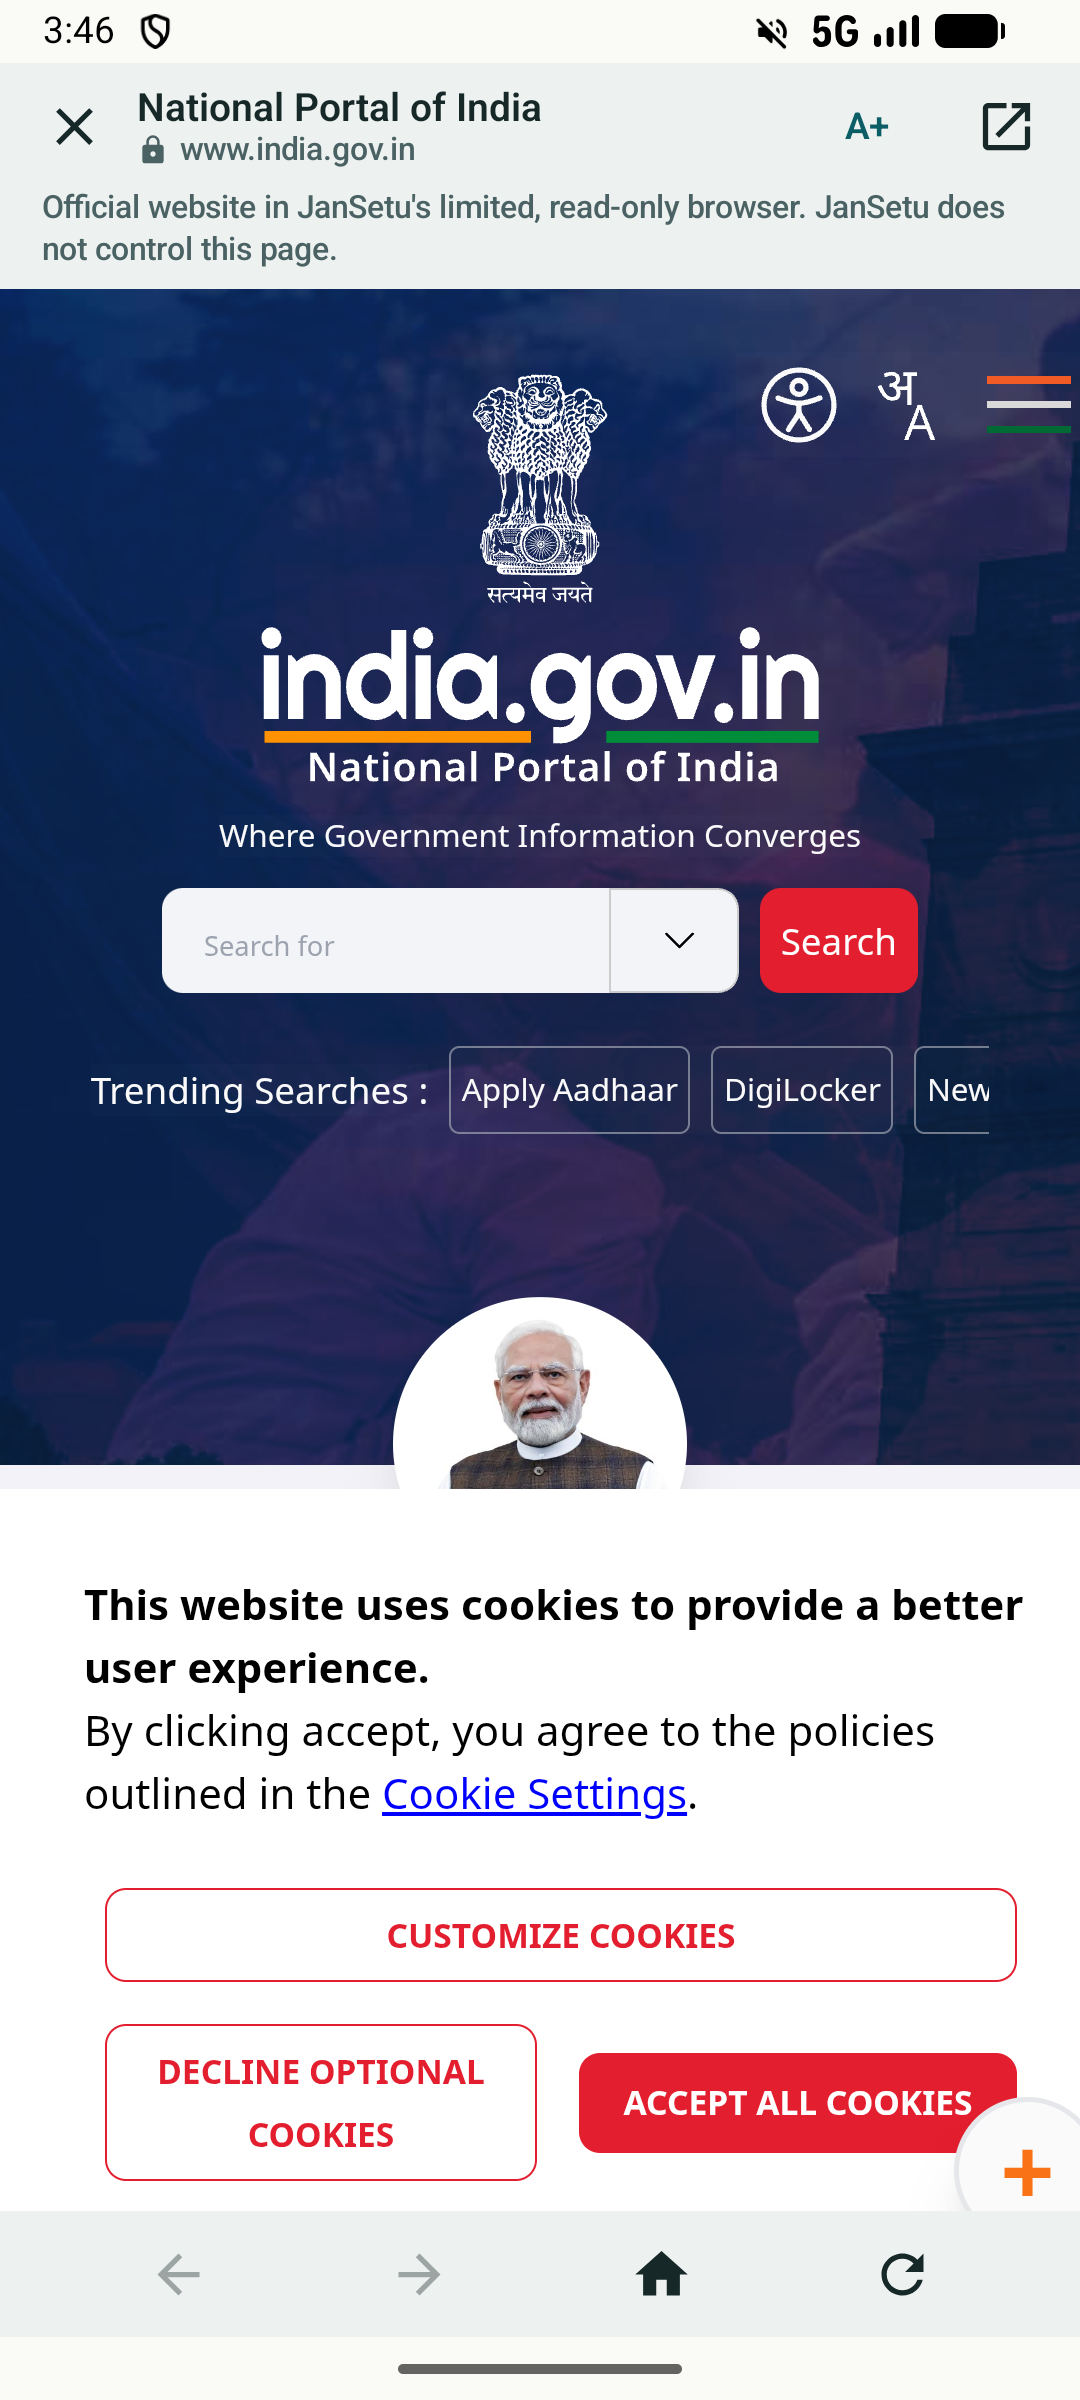 3:46
5G
National Portal of India
A+
www.india.gov.in
Official website in JanSetu's limited, read-only browser. JanSetu does
not control this page.
अ
A
सत्यमेव जयते
india.gov.in
National Portal of India
Where Government Information Converges
Search for
Search
Trending Searches :
Apply Aadhaar
DigiLocker
New
This website uses cookies to provide a better
user experience.
By clicking accept, you agree to the policies
outlined in the Cookie Settings.
CUSTOMIZE COOKIES
DECLINE OPTIONAL
COOKIES
ACCEPT ALL COOKIES